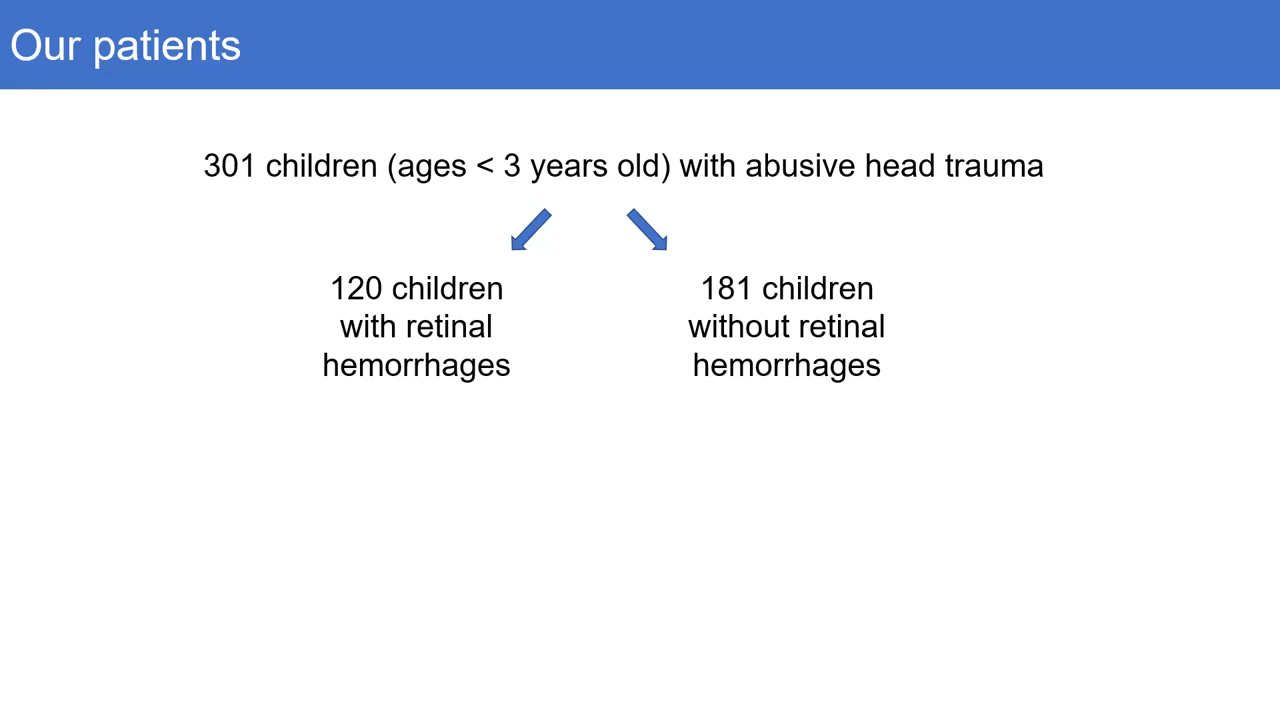 Our patients
301 children (ages < 3 years old) with abusive head trauma
120 children
with retinal
hemorrhages
181 children
without retinal
hemorrhages